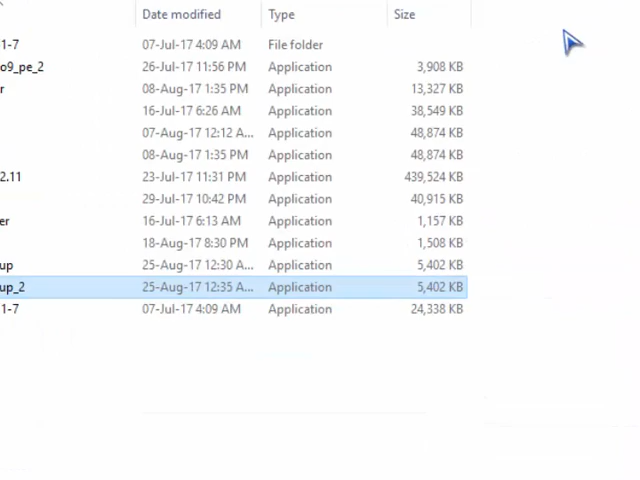 Date modified Type Size
1-7 07-Jul-17 4:09 AM File folder
o9_pe_2 26-Jul-17 11:56 PM Application 3,908 KB
r 08-Aug-17 1:35 PM Application 13,327 KB
16-Jul-17 6:26 AM Application 38,549 KB
07-Aug-17 12:12 A... Application 48,874 KB
08-Aug-17 1:35 PM Application 48,874 KB
2.11 23-Jul-17 11:31 PM Application 439,524 KB
29-Jul-17 10:42 PM Application 40,915 KB
er 16-Jul-17 6:13 AM Application 1,157 KB
18-Aug-17 8:30 PM Application 1,508 KB
up 25-Aug-17 12:30 A... Application 5,402 KB
up_2 25-Aug-17 12:35 A... Application 5,402 KB
1-7 07-Jul-17 4:09 AM Application 24,338 KB